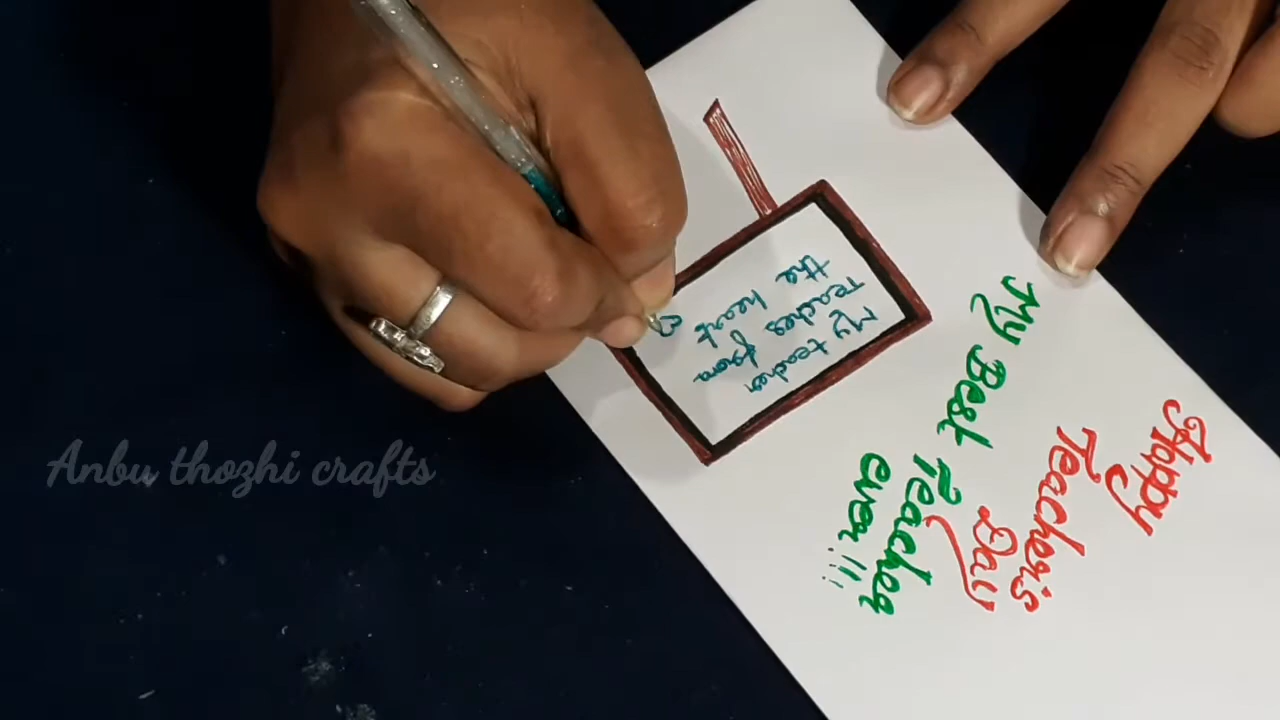 Happy
Teacher's
Day
My Best Teacher
ever!!!
My teacher
Teaches from
the heart
Anbu thozhi crafts